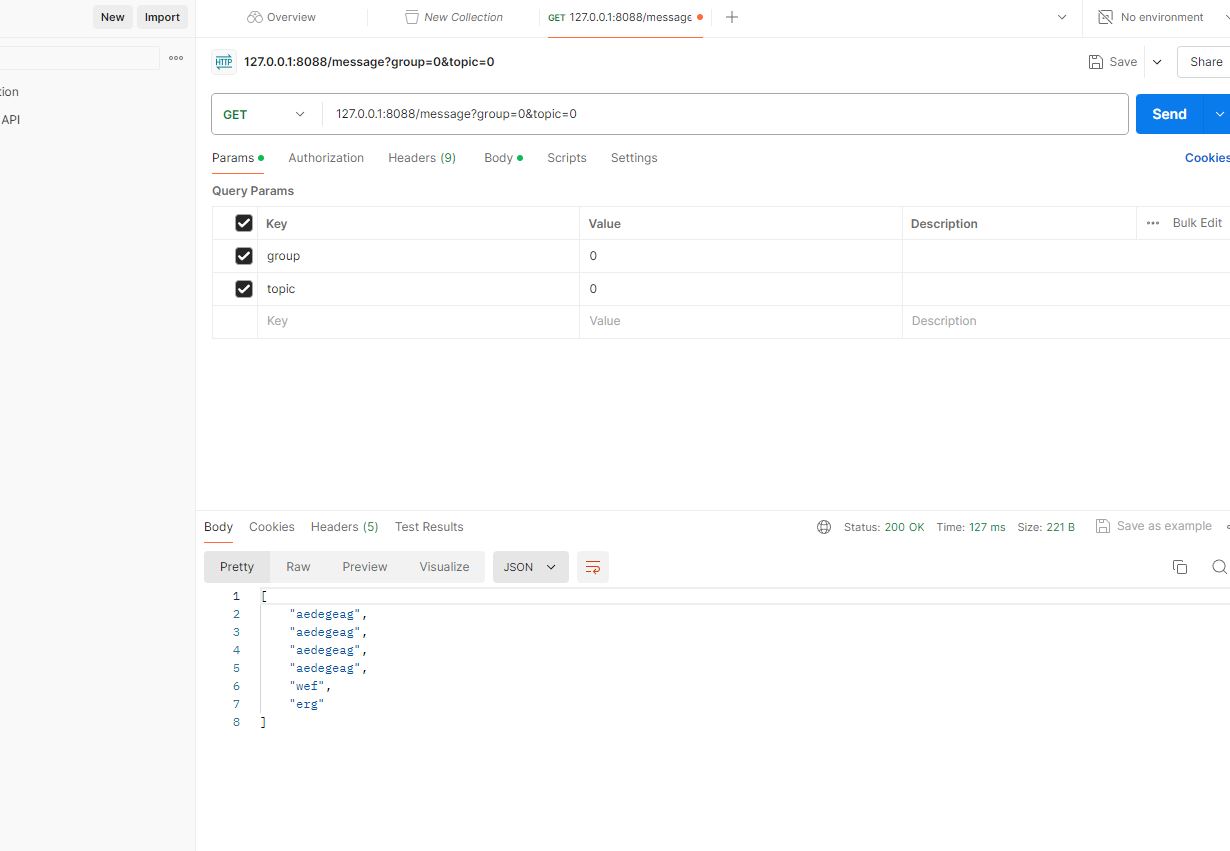 New Import Overview New Collection GET 127.0.0.1:8088/message No environment
HTTP 127.0.0.1:8088/message?group=0&topic=0 Save Share
tion
API
GET 127.0.0.1:8088/message?group=0&topic=0 Send
Params Authorization Headers (9) Body Scripts Settings Cookies
Query Params
Key Value Description Bulk Edit
group 0
topic 0
Key Value Description
Body Cookies Headers (5) Test Results Status: 200 OK Time: 127 ms Size: 221 B Save as example
Pretty Raw Preview Visualize JSON
1 [
2 "aedegeag",
3 "aedegeag",
4 "aedegeag",
5 "aedegeag",
6 "wef",
7 "erg"
8 ]